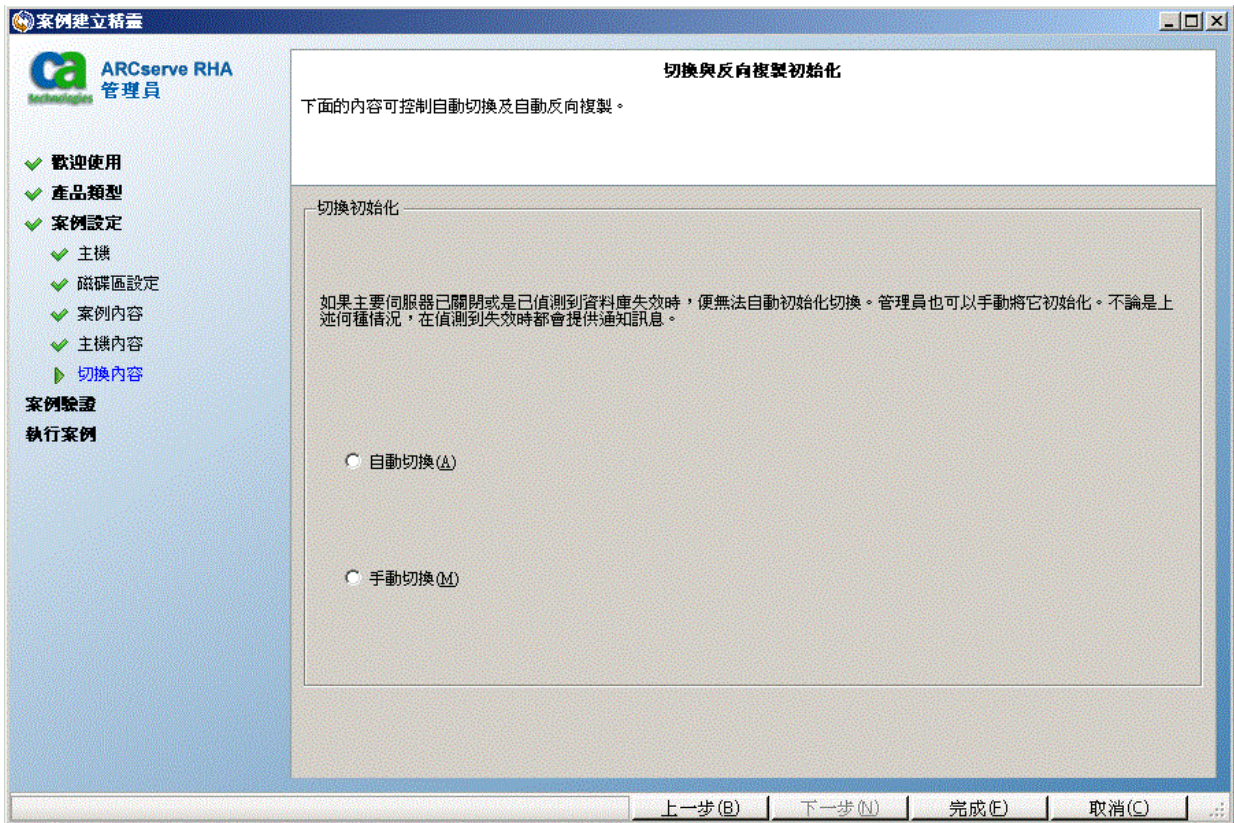 案例建立精靈
ca
technologies
ARCserve RHA
管理員
歡迎使用
產品類型
案例設定
主機
磁碟區設定
案例內容
主機內容
切換內容
案例驗證
執行案例
切換與反向複製初始化
下面的內容可控制自動切換及自動反向複製。
切換初始化
如果主要伺服器已關閉或是已偵測到資料庫失效時，便無法自動初始化切換。管理員也可以手動將它初始化。不論是上
述何種情況，在偵測到失效時都會提供通知訊息。
自動切換(A)
手動切換(M)
上一步(B)
下一步(N)
完成(F)
取消(C)